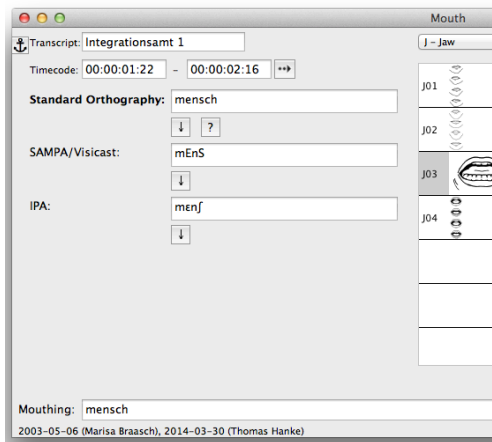 Mouth
Transcript: Integrationsamt 1
J – Jaw
Timecode: 00:00:01:22 – 00:00:02:16
Standard Orthography: mensch
↓ ?
SAMPA/Visicast: mEnS
↓
IPA: mɛnʃ
↓
J01
J02
J03
J04
Mouthing: mensch
2003-05-06 (Marisa Braasch), 2014-03-30 (Thomas Hanke)